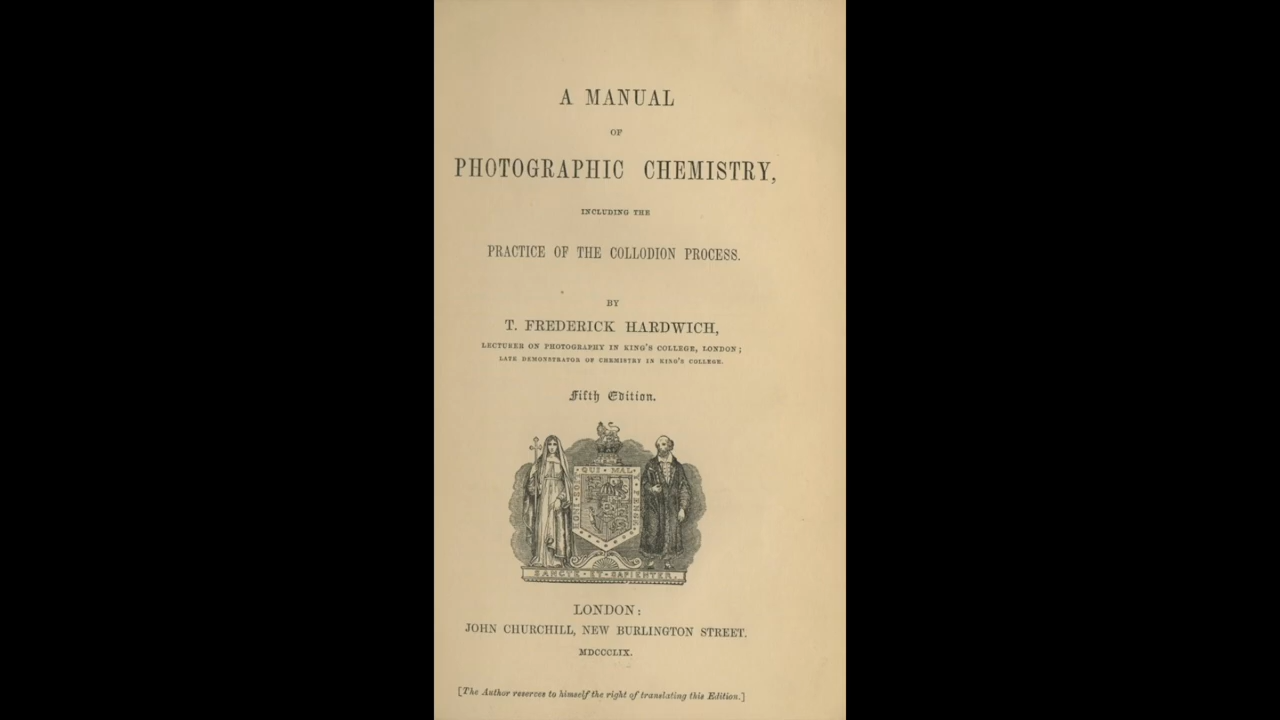 A MANUAL
OF
PHOTOGRAPHIC CHEMISTRY,
INCLUDING THE
PRACTICE OF THE COLLODION PROCESS.
BY
T. FREDERICK HARDWICH,
LECTURER ON PHOTOGRAPHY IN KING'S COLLEGE, LONDON;
LATE DEMONSTRATOR OF CHEMISTRY IN KING'S COLLEGE.
Fifth Edition.
QUI · MAL
SANCTE · ET · SAPIENTER.
LONDON:
JOHN CHURCHILL, NEW BURLINGTON STREET.
MDCCCLIX.
[The Author reserves to himself the right of translating this Edition.]